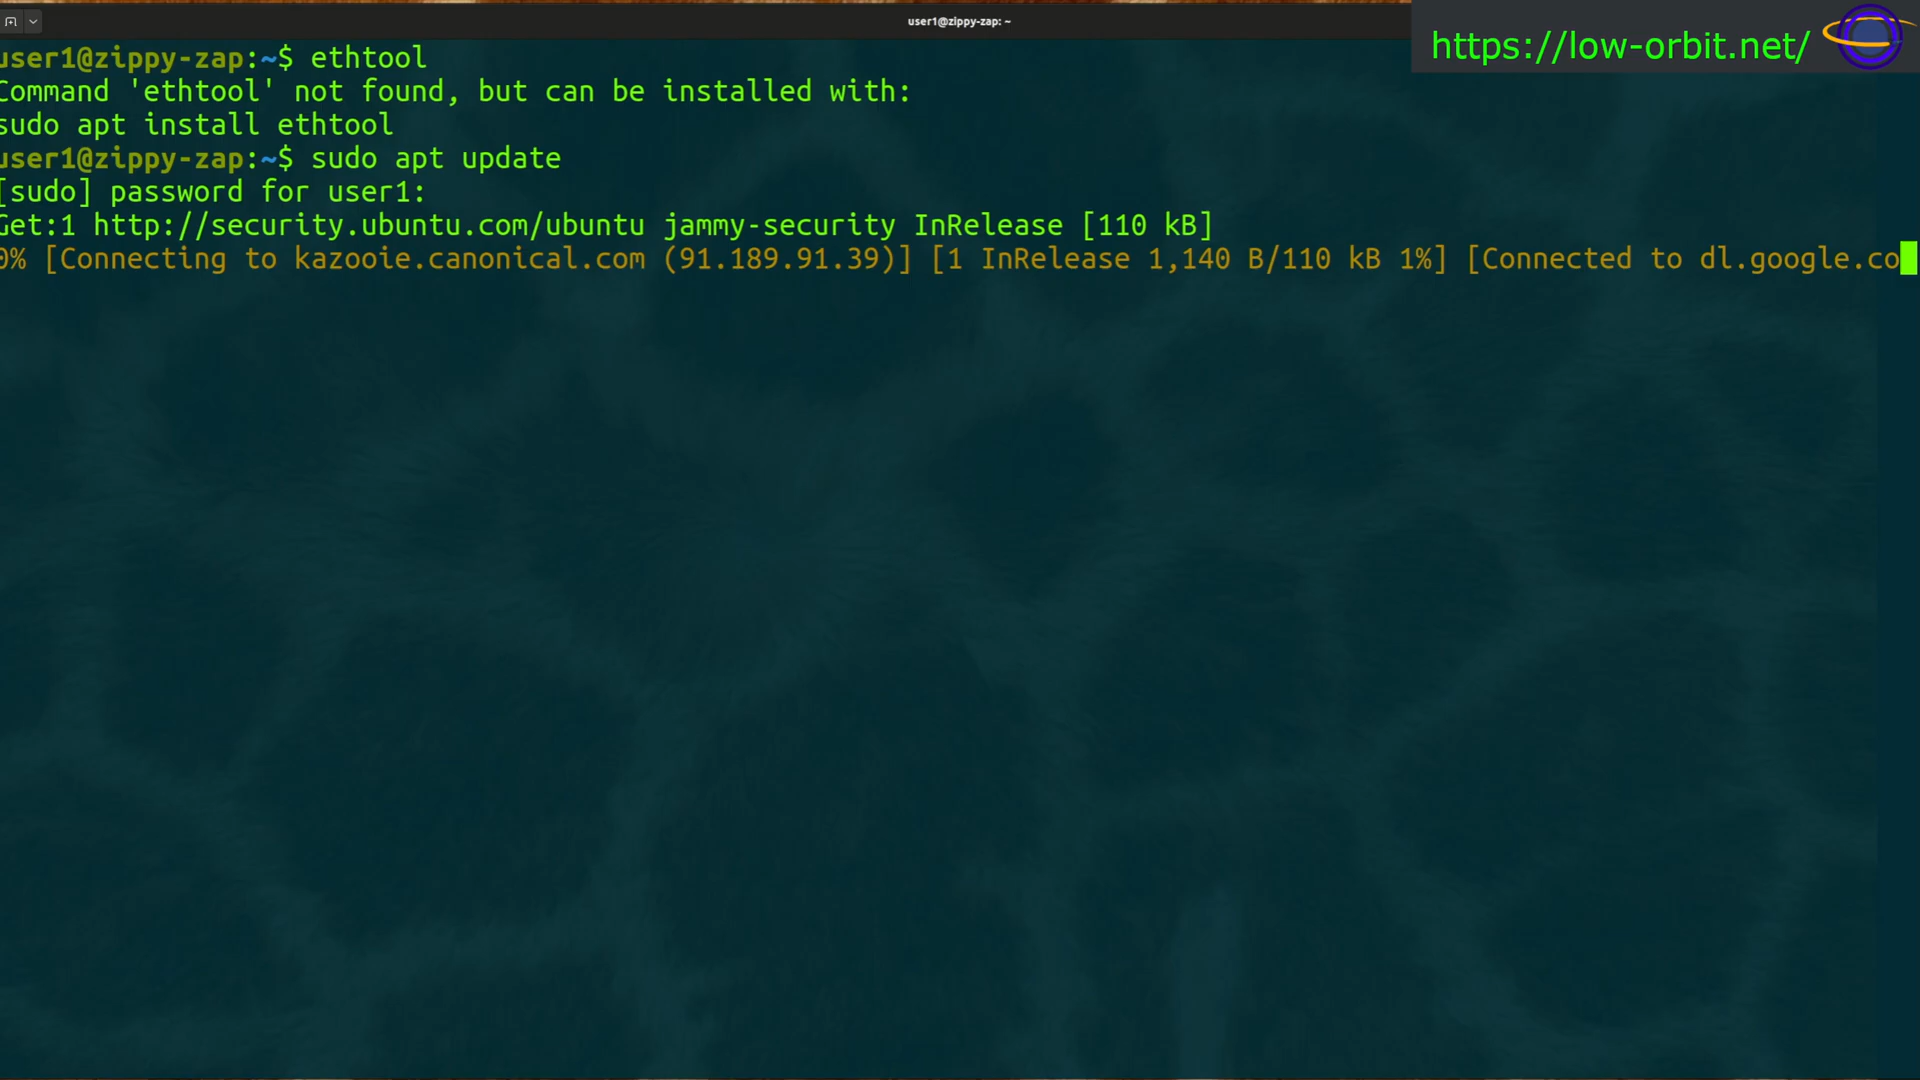 user1@zippy-zap: ~
https://low-orbit.net/
user1@zippy-zap:~$ ethtool
Command 'ethtool' not found, but can be installed with:
sudo apt install ethtool
user1@zippy-zap:~$ sudo apt update
[sudo] password for user1:
Get:1 http://security.ubuntu.com/ubuntu jammy-security InRelease [110 kB]
0% [Connecting to kazooie.canonical.com (91.189.91.39)] [1 InRelease 1,140 B/110 kB 1%] [Connected to dl.google.co